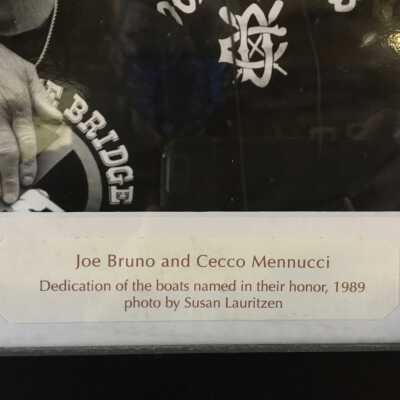 BRIDGE
Joe Bruno and Cecco Mennucci
Dedication of the boats named in their honor, 1989
photo by Susan Lauritzen